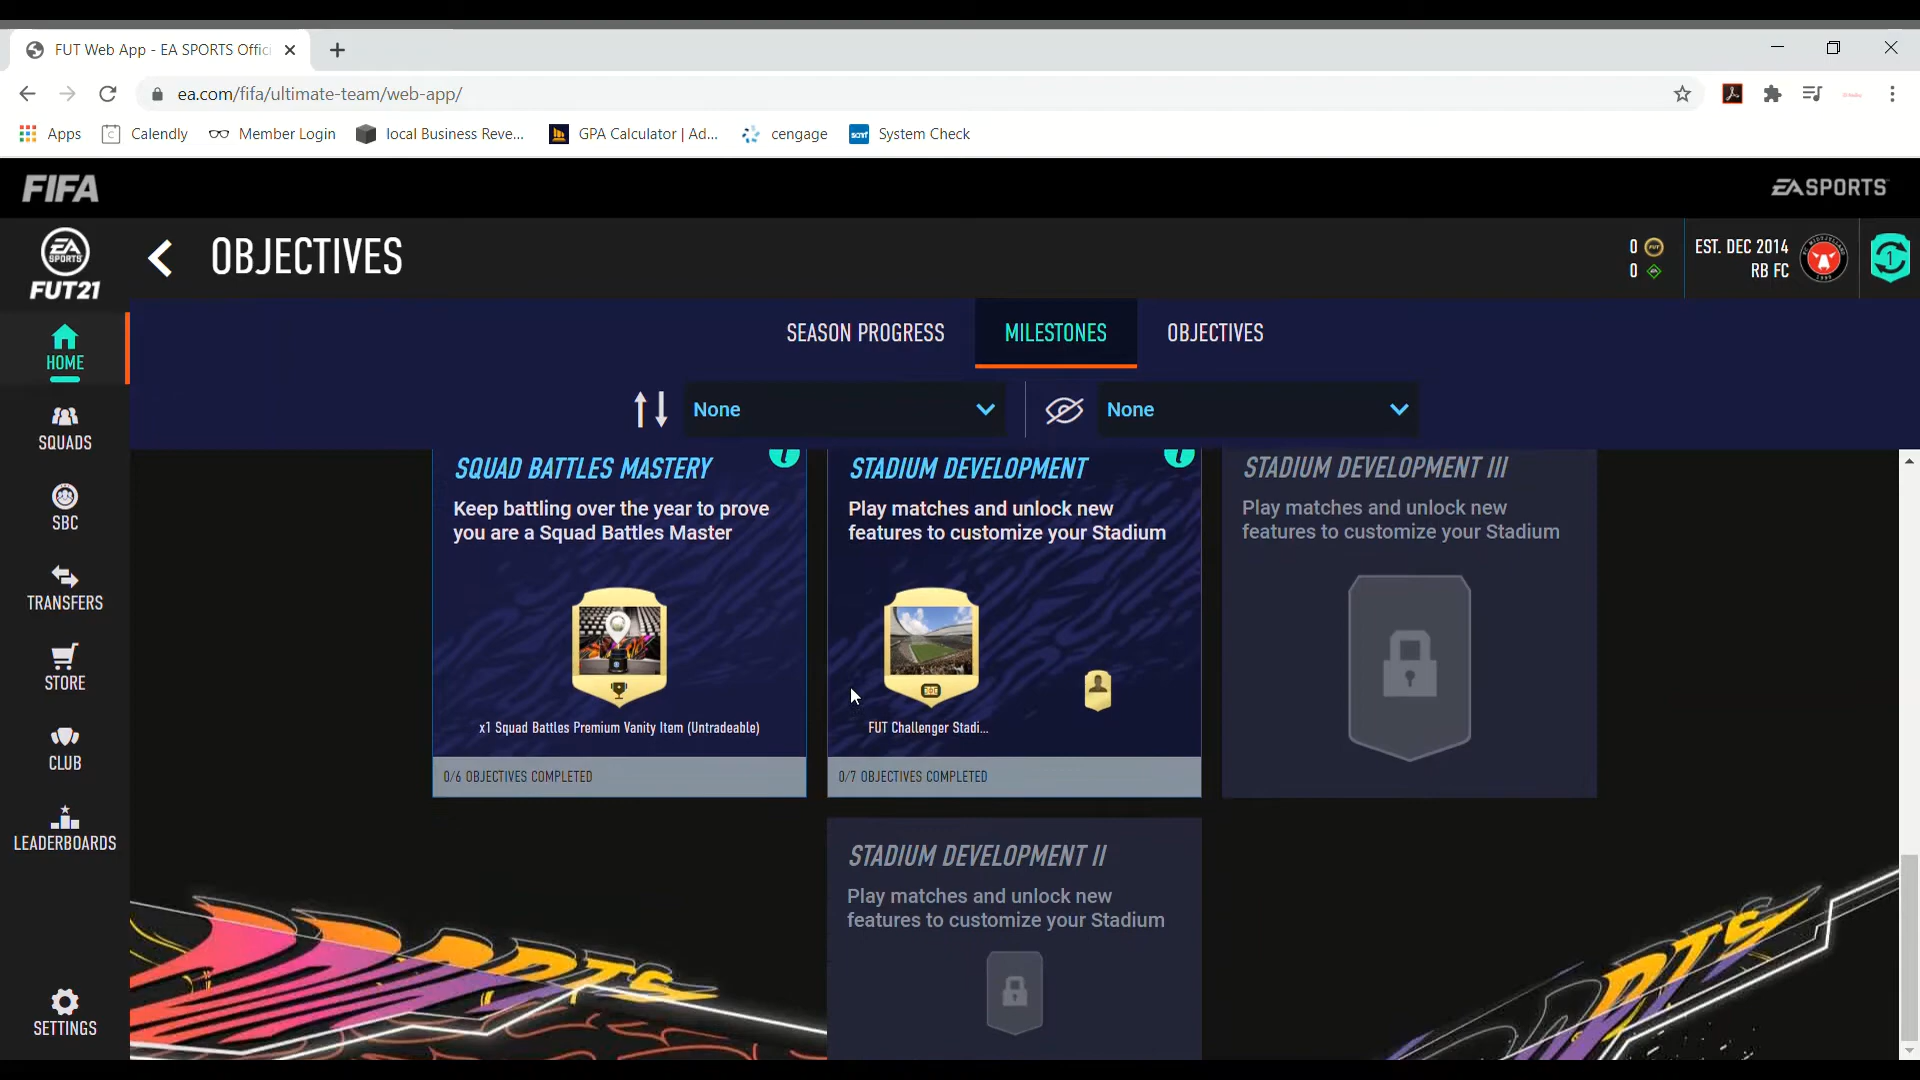 FUT Web App - EA SPORTS Offici
ea.com/fifa/ultimate-team/web-app/
Apps
Calendly
Member Login
local Business Reve...
GPA Calculator | Ad...
cengage
System Check
FIFA
EA SPORTS
EA SPORTS
FUT21
OBJECTIVES
0
0
EST. DEC 2014
RB FC
1
SEASON PROGRESS
MILESTONES
OBJECTIVES
None
None
HOME
SQUADS
SBC
TRANSFERS
STORE
CLUB
LEADERBOARDS
SETTINGS
SQUAD BATTLES MASTERY
Keep battling over the year to prove
you are a Squad Battles Master
x1 Squad Battles Premium Vanity Item (Untradeable)
0/6 OBJECTIVES COMPLETED
STADIUM DEVELOPMENT
Play matches and unlock new
features to customize your Stadium
FUT Challenger Stadi...
0/7 OBJECTIVES COMPLETED
STADIUM DEVELOPMENT III
Play matches and unlock new
features to customize your Stadium
STADIUM DEVELOPMENT II
Play matches and unlock new
features to customize your Stadium